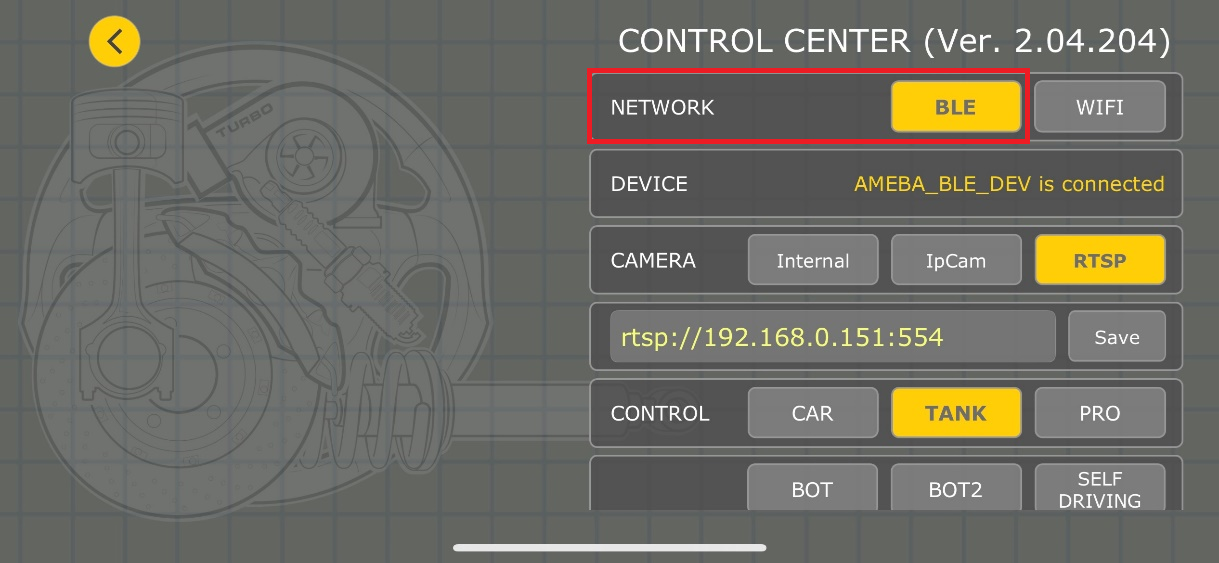 CONTROL CENTER (Ver. 2.04.204)
NETWORK BLE WIFI
DEVICE AMEBA_BLE_DEV is connected
CAMERA Internal IpCam RTSP
rtsp://192.168.0.151:554 Save
CONTROL CAR TANK PRO
BOT BOT2 SELF
DRIVING
TURBO